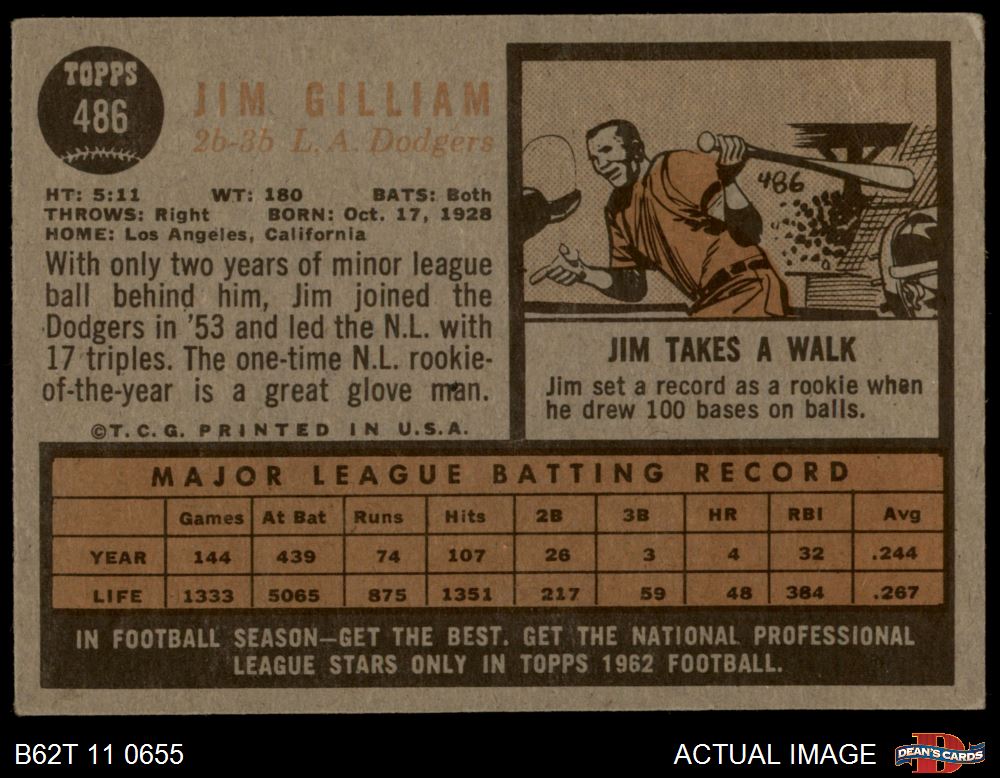 TOPPS
486
JIM GILLIAM
2b-3b L. A. Dodgers
HT: 5:11 WT: 180 BATS: Both
THROWS: Right BORN: Oct. 17, 1928
HOME: Los Angeles, California
With only two years of minor league
ball behind him, Jim joined the
Dodgers in '53 and led the N.L. with
17 triples. The one-time N.L. rookie-
of-the-year is a great glove man.
©T.C.G. PRINTED IN U.S.A.
486
JIM TAKES A WALK
Jim set a record as a rookie when
he drew 100 bases on balls.
MAJOR LEAGUE BATTING RECORD
Games At Bat Runs Hits 2B 3B HR RBI Avg
YEAR 144 439 74 107 26 3 4 32 .244
LIFE 1333 5065 875 1351 217 59 48 384 .267
IN FOOTBALL SEASON—GET THE BEST. GET THE NATIONAL PROFESSIONAL
LEAGUE STARS ONLY IN TOPPS 1962 FOOTBALL.
B62T 11 0655
ACTUAL IMAGE
D
DEAN'S CARDS